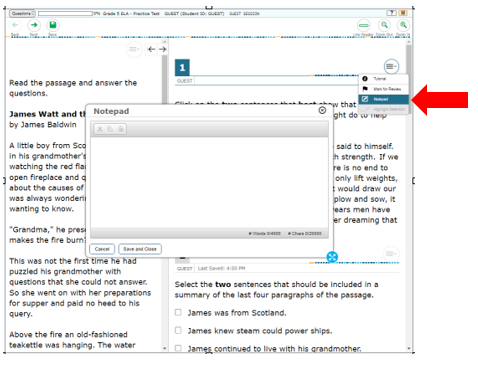 Questions
0%
Grade 5 ELA - Practice Test
GUEST (Student ID: GUEST)
GUEST SESSION
Back
Next
Save
Line Reader
Zoom Out
Zoom In
Read the passage and answer the
questions.
James Watt and th
by James Baldwin
A little boy from Sco
in his grandmother's
watching the red fla
open fireplace and q
about the causes of
was always wonderi
wanting to know.
"Grandma," he pres
makes the fire burn
This was not the first time he had
puzzled his grandmother with
questions that she could not answer.
So she went on with her preparations
for supper and paid no heed to his
query.
Above the fire an old-fashioned
teakettle was hanging. The water
1
GUEST
Click on the two sentences that best show that
ght do to help
said to himself.
h strength. If we
re is no end to
only lift weights,
t would draw our
plow and sow, it
ears men have
er dreaming that
Tutorial
Mark for Review
Notepad
Highlight Selection
Notepad
# Words:0/4000
# Chars:0/20000
Cancel
Save and Close
GUEST
Last Saved: 4:50 PM
Select the two sentences that should be included in a
summary of the last four paragraphs of the passage.
James was from Scotland.
James knew steam could power ships.
James continued to live with his grandmother.